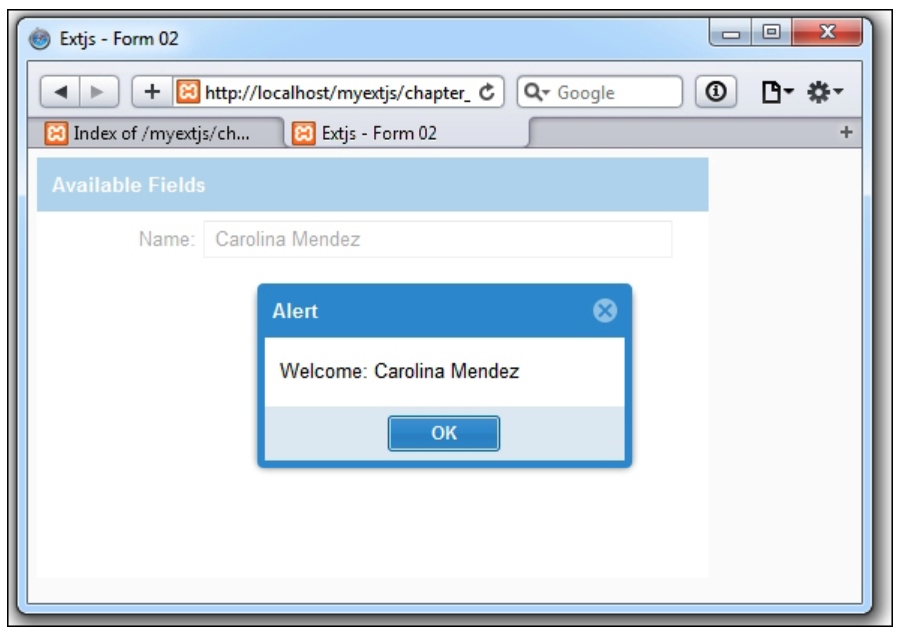 Extjs - Form 02
http://localhost/myextjs/chapter_ Google
Index of /myextjs/ch... Extjs - Form 02
Available Fields
Name: Carolina Mendez
Alert
Welcome: Carolina Mendez
OK